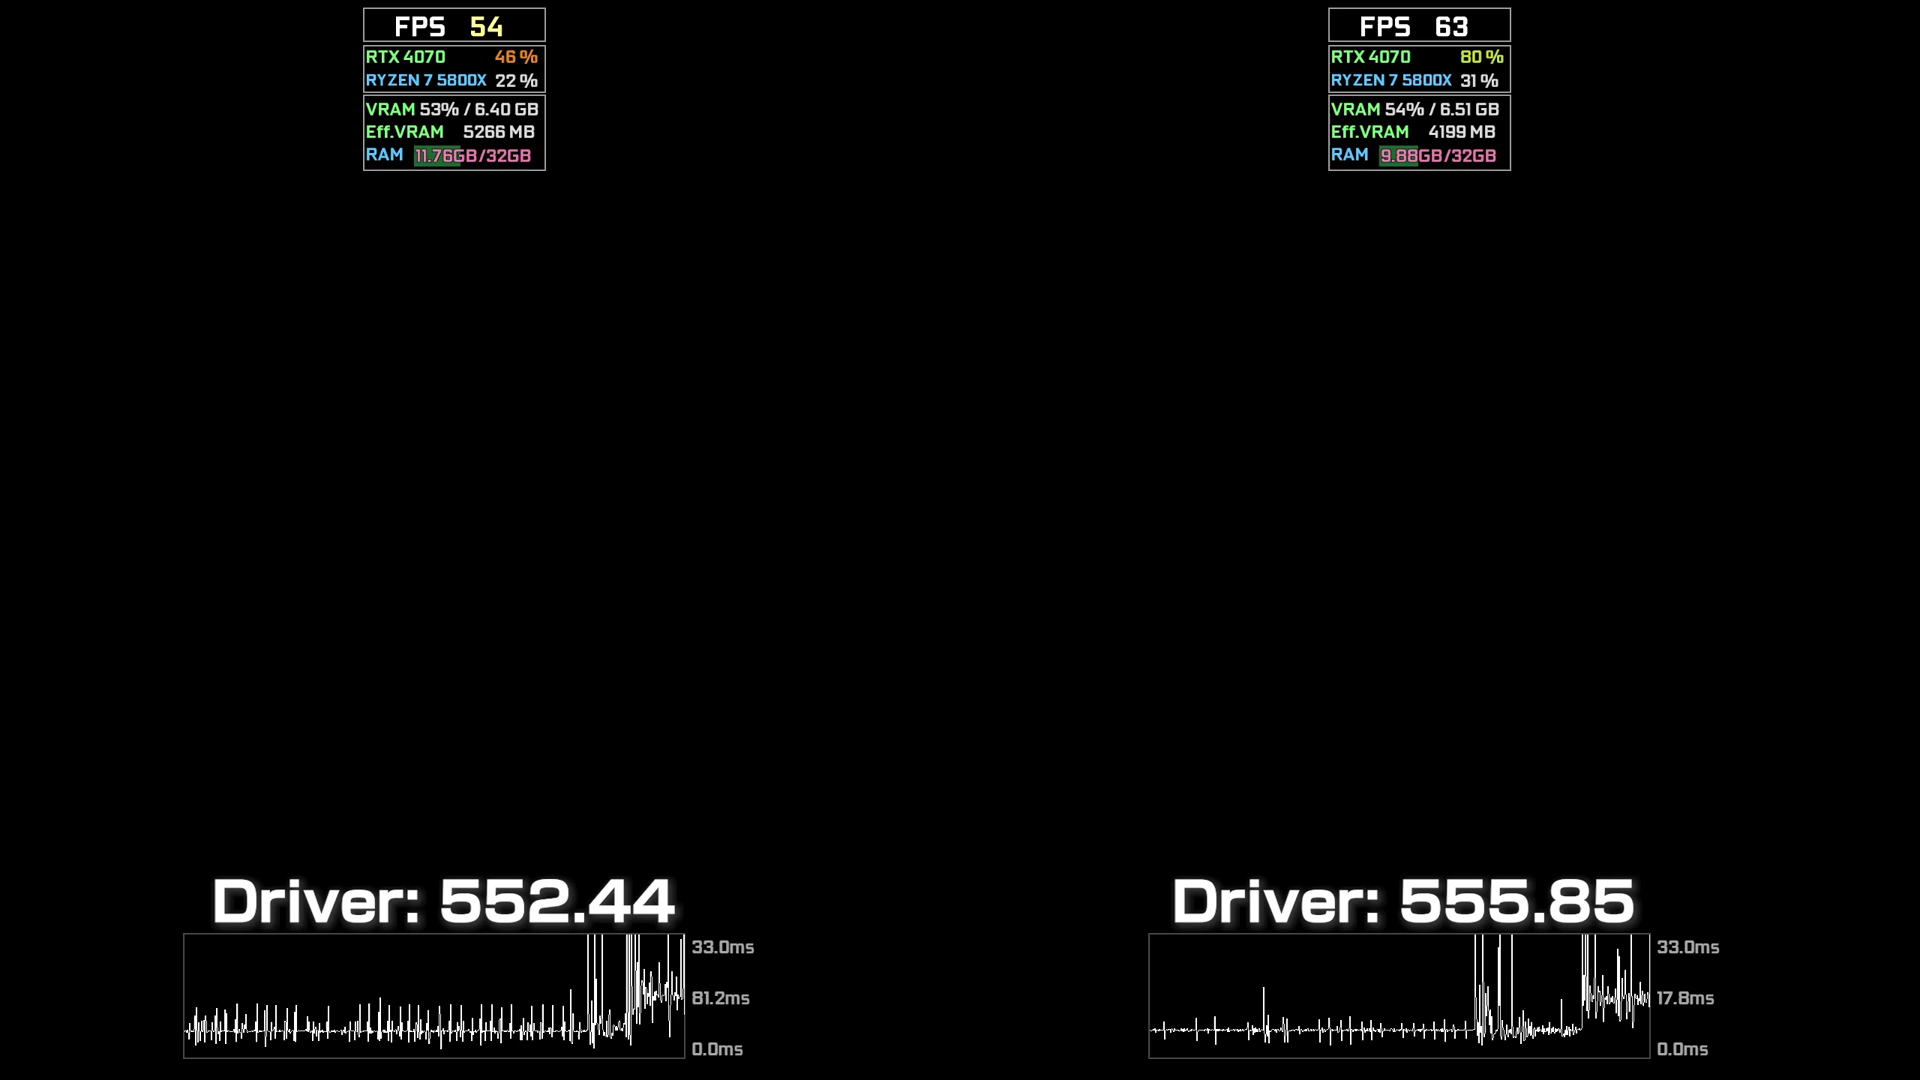 FPS 54
RTX 4070 46 %
RYZEN 7 5800X 22 %
VRAM 53% / 6.40 GB
Eff.VRAM 5266 MB
RAM 11.76GB/32GB
Driver: 552.44
33.0ms
81.2ms
0.0ms
FPS 63
RTX 4070 80 %
RYZEN 7 5800X 31 %
VRAM 54% / 6.51 GB
Eff.VRAM 4199 MB
RAM 9.88GB/32GB
Driver: 555.85
33.0ms
17.8ms
0.0ms